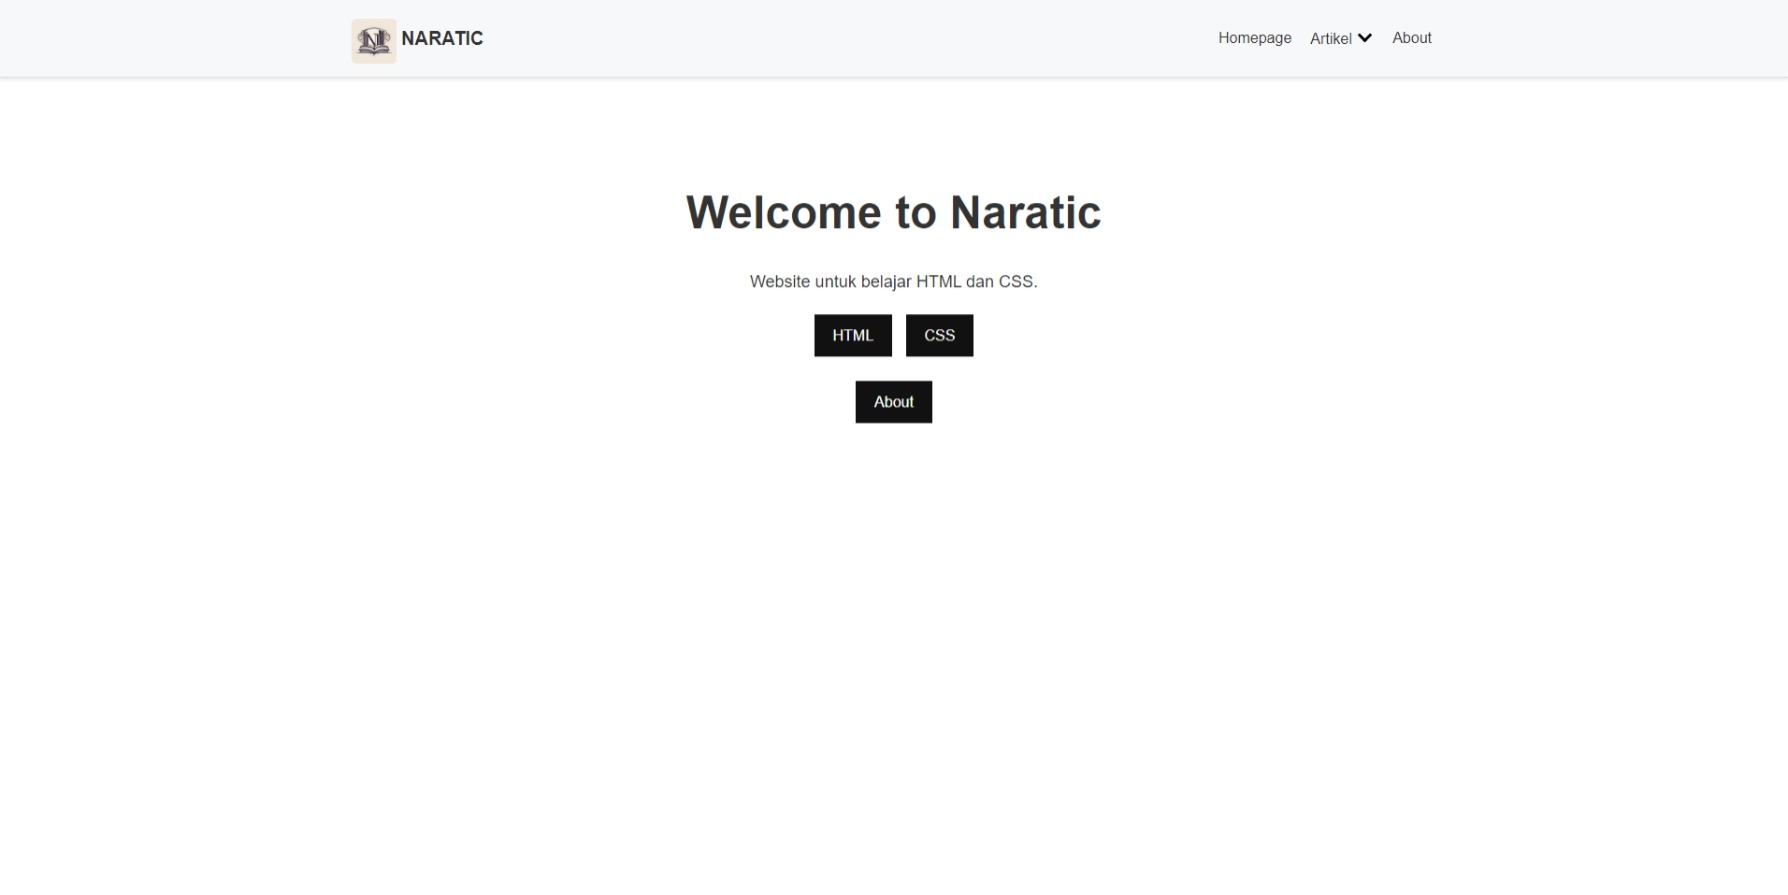 NARATIC
Homepage Artikel About
Welcome to Naratic
Website untuk belajar HTML dan CSS.
HTML CSS
About